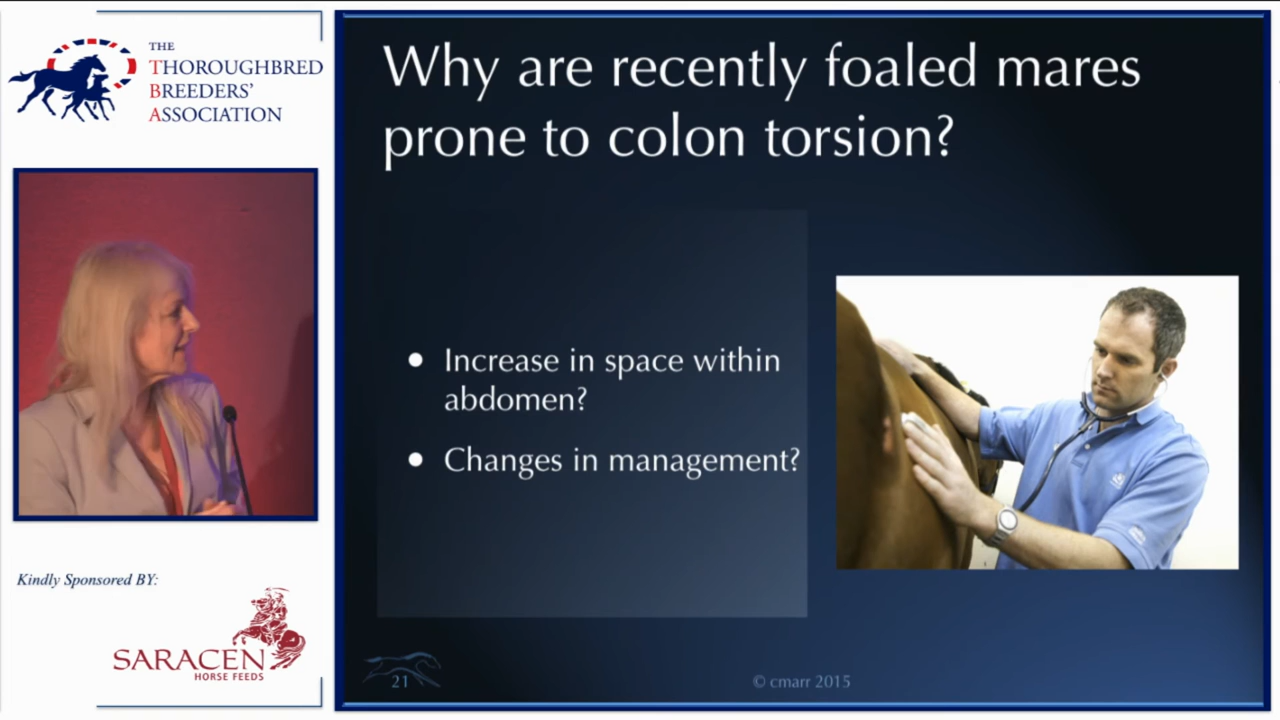 THE
THOROUGHBRED
BREEDERS'
ASSOCIATION
Why are recently foaled mares
prone to colon torsion?
• Increase in space within
abdomen?
• Changes in management?
Kindly Sponsored BY:
SARACEN
HORSE FEEDS
21
© cmarr 2015